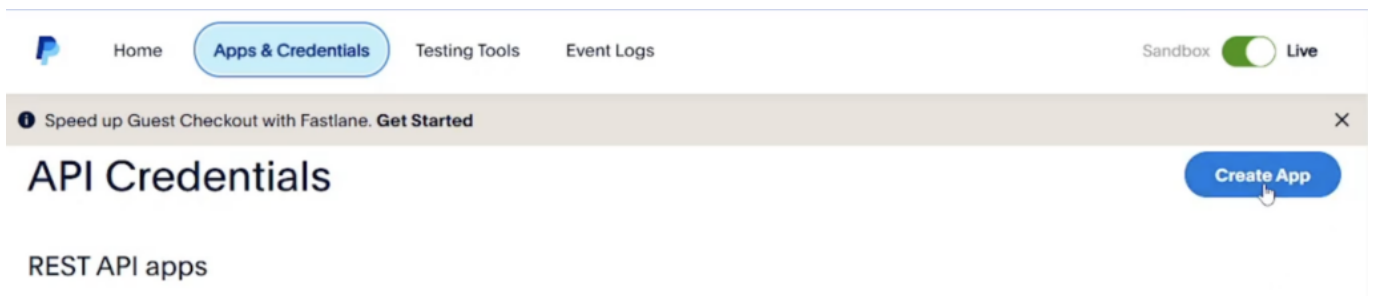 Home Apps & Credentials Testing Tools Event Logs Sandbox Live
Speed up Guest Checkout with Fastlane. Get Started
API Credentials Create App
REST API apps